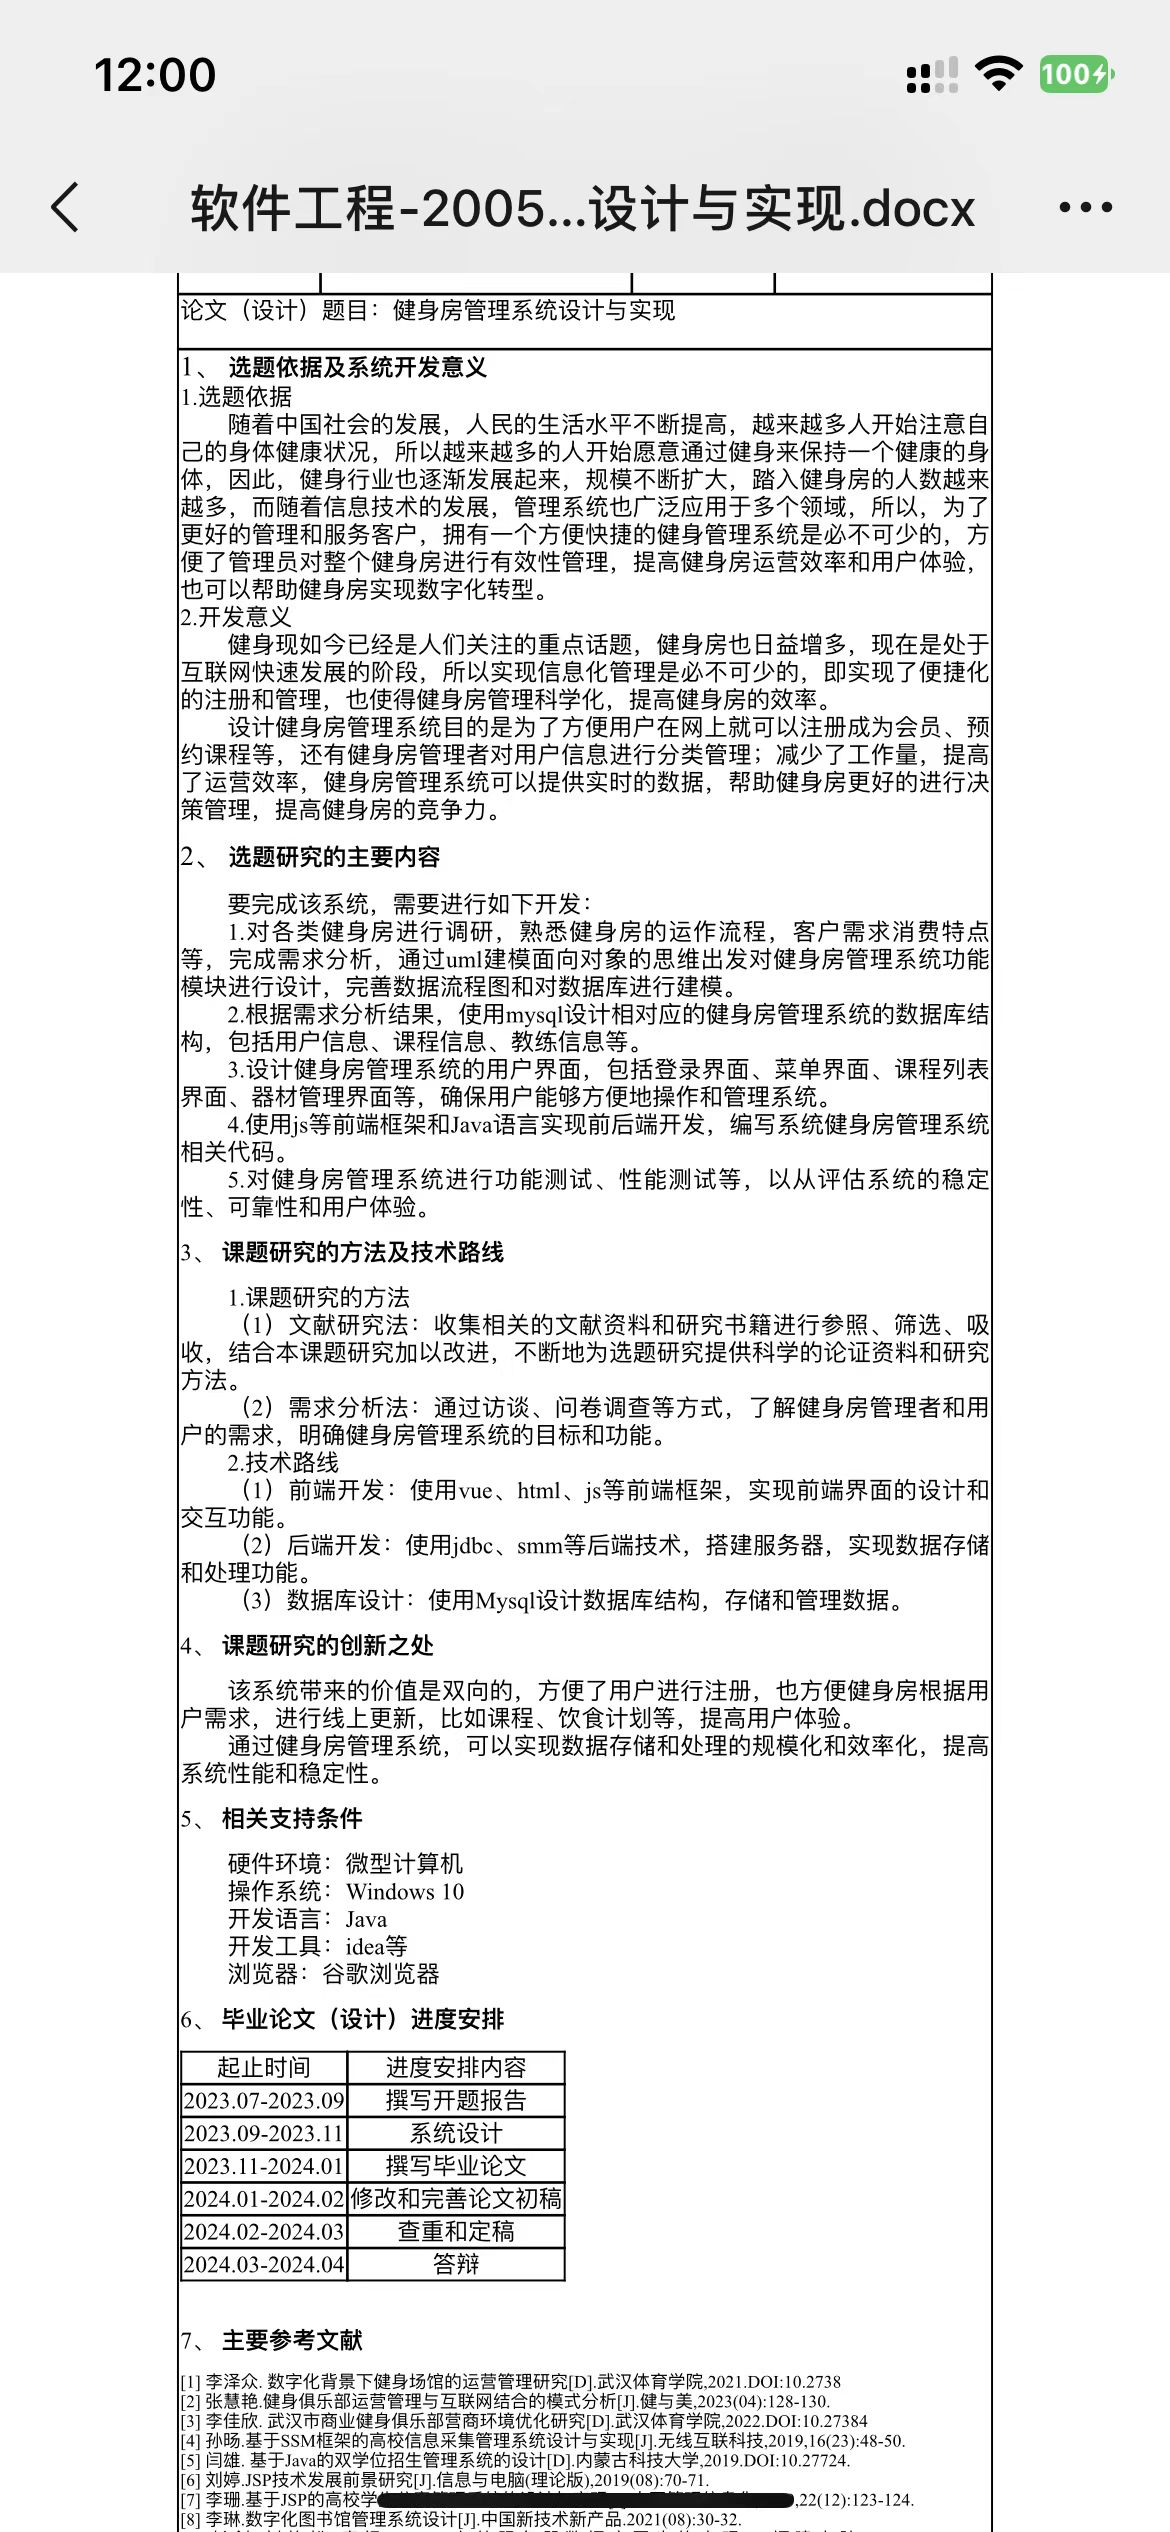 12:00
100
软件工程-2005...设计与实现.docx
论文（设计）题目：健身房管理系统设计与实现
1、 选题依据及系统开发意义
1.选题依据
随着中国社会的发展，人民的生活水平不断提高，越来越多人开始注意自
己的身体健康状况，所以越来越多的人开始愿意通过健身来保持一个健康的身
体，因此，健身行业也逐渐发展起来，规模不断扩大，踏入健身房的人数越来
越多，而随着信息技术的发展，管理系统也广泛应用于多个领域，所以，为了
更好的管理和服务客户，拥有一个方便快捷的健身管理系统是必不可少的，方
便了管理员对整个健身房进行有效性管理，提高健身房运营效率和用户体验，
也可以帮助健身房实现数字化转型。
2.开发意义
健身现如今已经是人们关注的重点话题，健身房也日益增多，现在是处于
互联网快速发展的阶段，所以实现信息化管理是必不可少的，即实现了便捷化
的注册和管理，也使得健身房管理科学化，提高健身房的效率。
设计健身房管理系统目的是为了方便用户在网上就可以注册成为会员、预
约课程等，还有健身房管理者对用户信息进行分类管理；减少了工作量，提高
了运营效率，健身房管理系统可以提供实时的数据，帮助健身房更好的进行决
策管理，提高健身房的竞争力。
2、 选题研究的主要内容
要完成该系统，需要进行如下开发：
1.对各类健身房进行调研，熟悉健身房的运作流程，客户需求消费特点
等，完成需求分析，通过uml建模面向对象的思维出发对健身房管理系统功能
模块进行设计，完善数据流程图和对数据库进行建模。
2.根据需求分析结果，使用mysql设计相对应的健身房管理系统的数据库结
构，包括用户信息、课程信息、教练信息等。
3.设计健身房管理系统的用户界面，包括登录界面、菜单界面、课程列表
界面、器材管理界面等，确保用户能够方便地操作和管理系统。
4.使用js等前端框架和Java语言实现前后端开发，编写系统健身房管理系统
相关代码。
5.对健身房管理系统进行功能测试、性能测试等，以从评估系统的稳定
性、可靠性和用户体验。
3、 课题研究的方法及技术路线
1.课题研究的方法
（1）文献研究法：收集相关的文献资料和研究书籍进行参照、筛选、吸
收，结合本课题研究加以改进，不断地为选题研究提供科学的论证资料和研究
方法。
（2）需求分析法：通过访谈、问卷调查等方式，了解健身房管理者和用
户的需求，明确健身房管理系统的目标和功能。
2.技术路线
（1）前端开发：使用vue、html、js等前端框架，实现前端界面的设计和
交互功能。
（2）后端开发：使用jdbc、smm等后端技术，搭建服务器，实现数据存储
和处理功能。
（3）数据库设计：使用Mysql设计数据库结构，存储和管理数据。
4、 课题研究的创新之处
该系统带来的价值是双向的，方便了用户进行注册，也方便健身房根据用
户需求，进行线上更新，比如课程、饮食计划等，提高用户体验。
通过健身房管理系统，可以实现数据存储和处理的规模化和效率化，提高
系统性能和稳定性。
5、 相关支持条件
硬件环境：微型计算机
操作系统：Windows 10
开发语言：Java
开发工具：idea等
浏览器：谷歌浏览器
6、 毕业论文（设计）进度安排
起止时间 进度安排内容
2023.07-2023.09 撰写开题报告
2023.09-2023.11 系统设计
2023.11-2024.01 撰写毕业论文
2024.01-2024.02 修改和完善论文初稿
2024.02-2024.03 查重和定稿
2024.03-2024.04 答辩
7、 主要参考文献
[1] 李泽众. 数字化背景下健身场馆的运营管理研究[D].武汉体育学院,2021.DOI:10.2738
[2] 张慧艳.健身俱乐部运营管理与互联网结合的模式分析[J].健与美,2023(04):128-130.
[3] 李佳欣. 武汉市商业健身俱乐部营商环境优化研究[D].武汉体育学院,2022.DOI:10.27384
[4] 孙旸.基于SSM框架的高校信息采集管理系统设计与实现[J].无线互联科技,2019,16(23):48-50.
[5] 闫雄. 基于Java的双学位招生管理系统的设计[D].内蒙古科技大学,2019.DOI:10.27724.
[6] 刘婷.JSP技术发展前景研究[J].信息与电脑(理论版),2019(08):70-71.
[7] 李珊.基于JSP的高校学 ,22(12):123-124.
[8] 李琳.数字化图书馆管理系统设计[J].中国新技术新产品.2021(08):30-32.